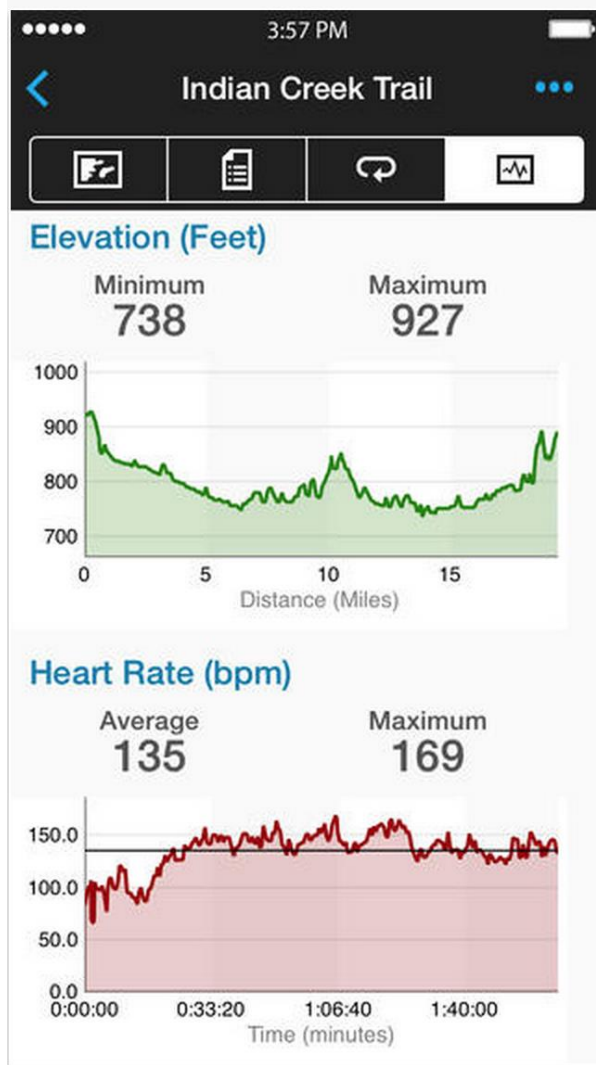 3:57 PM
Indian Creek Trail
Elevation (Feet)
Minimum Maximum
738 927
1000
900
800
700
0 5 10 15
Distance (Miles)
Heart Rate (bpm)
Average Maximum
135 169
150.0
100.0
50.0
0.0
0:00:00 0:33:20 1:06:40 1:40:00
Time (minutes)